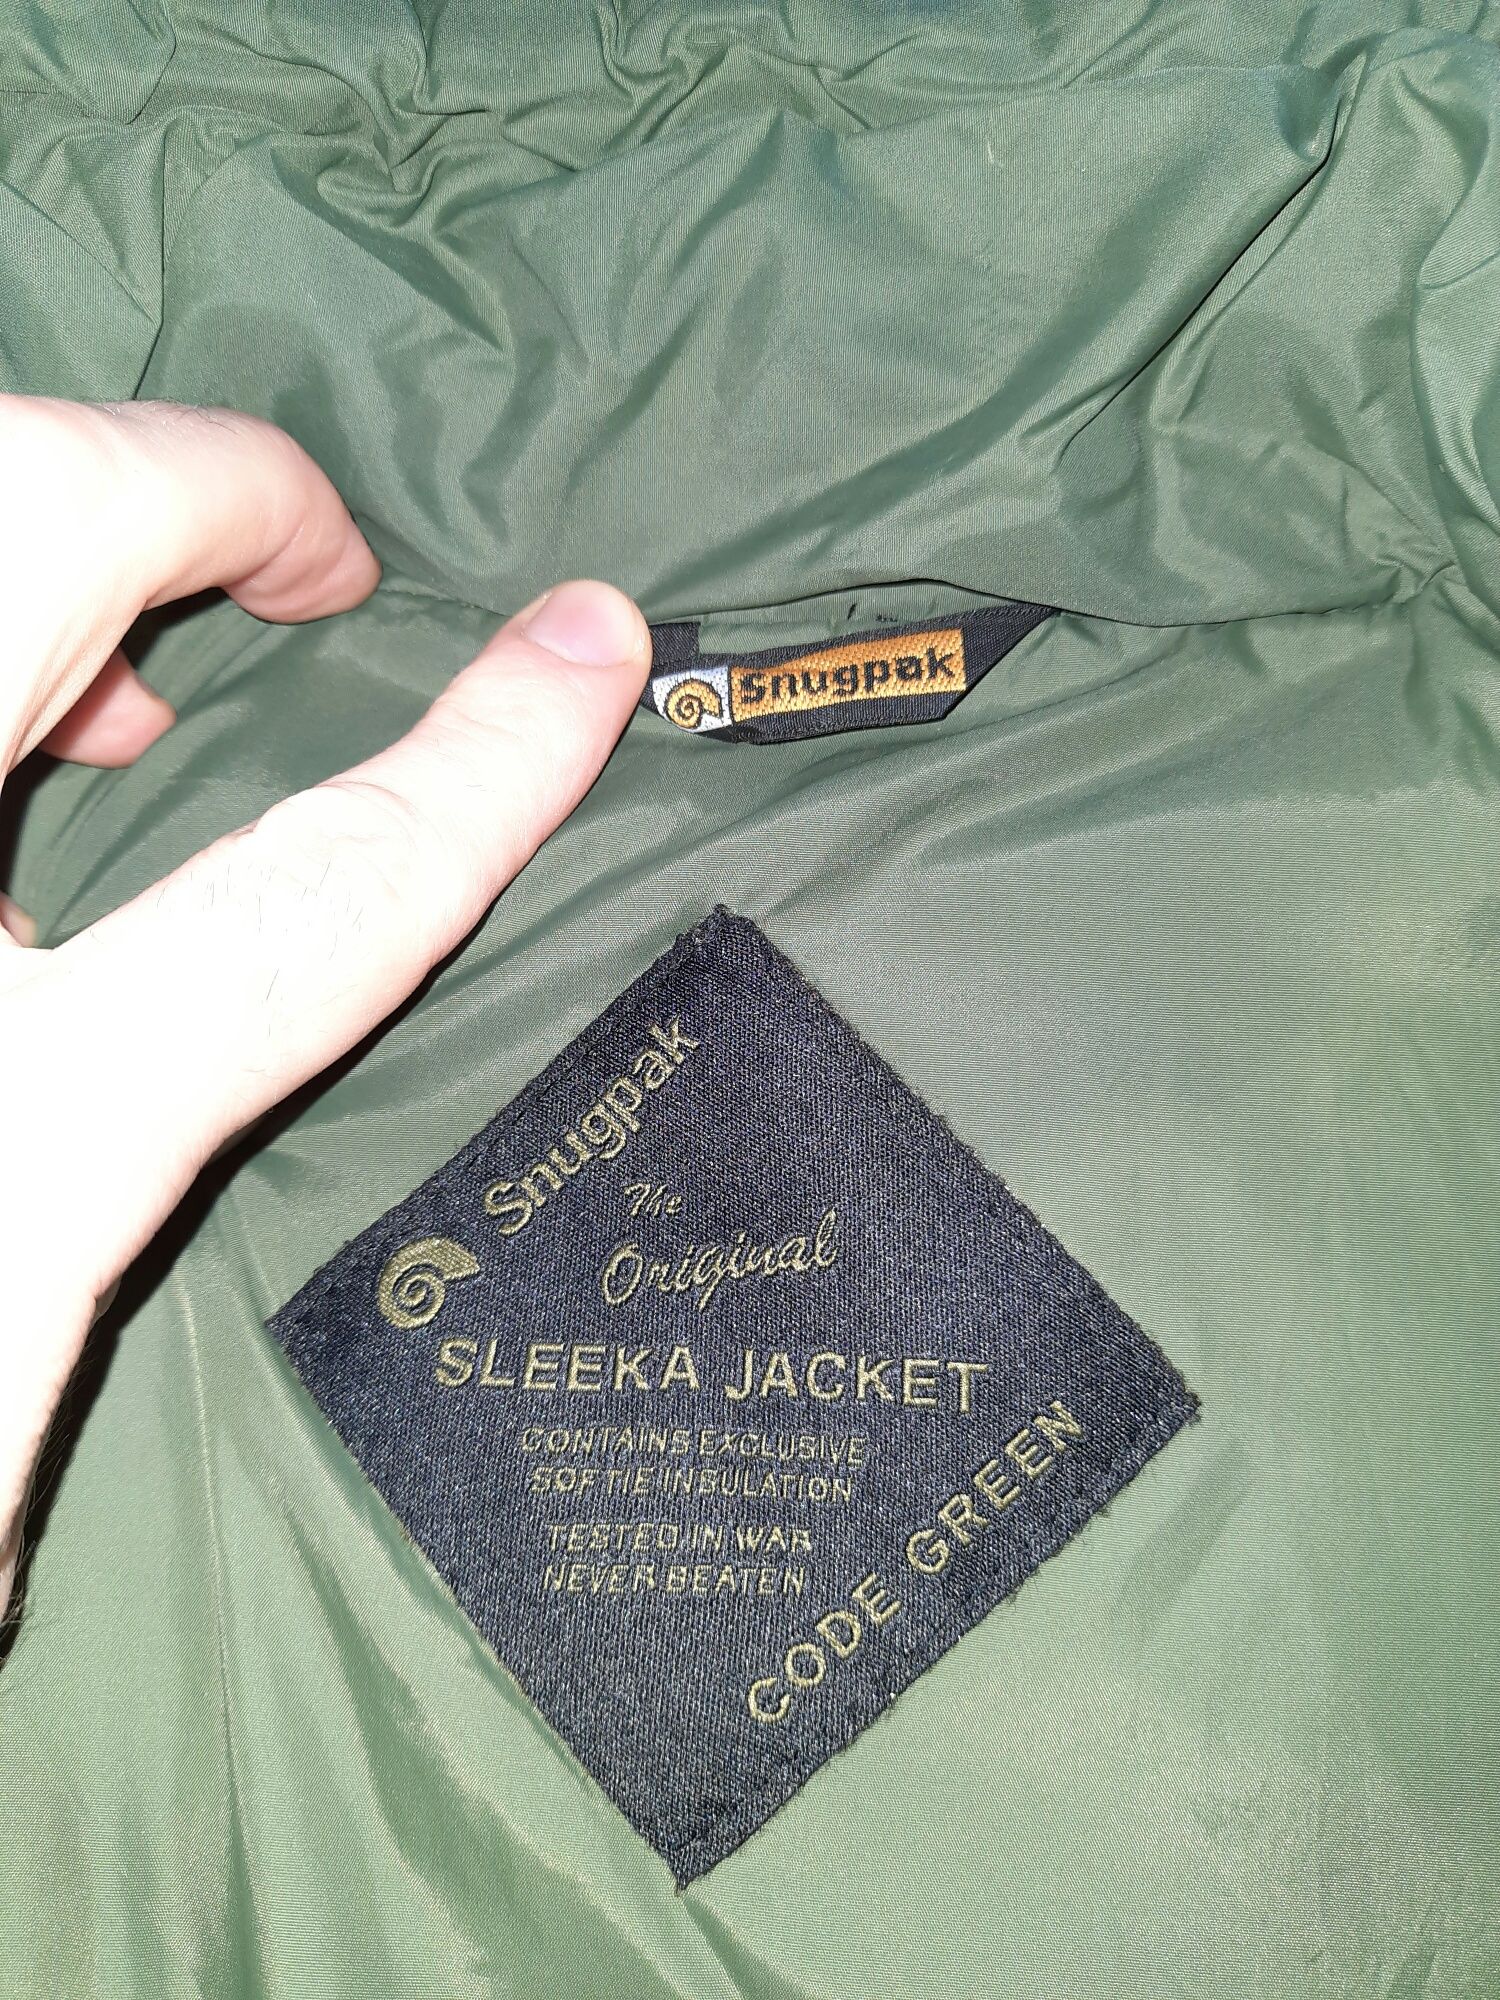 Snugpak
Snugpak
The
Original
SLEEKA JACKET
CONTAINS EXCLUSIVE
SOFTIE INSULATION
TESTED IN WAR
NEVER BEATEN
CODE GREEN